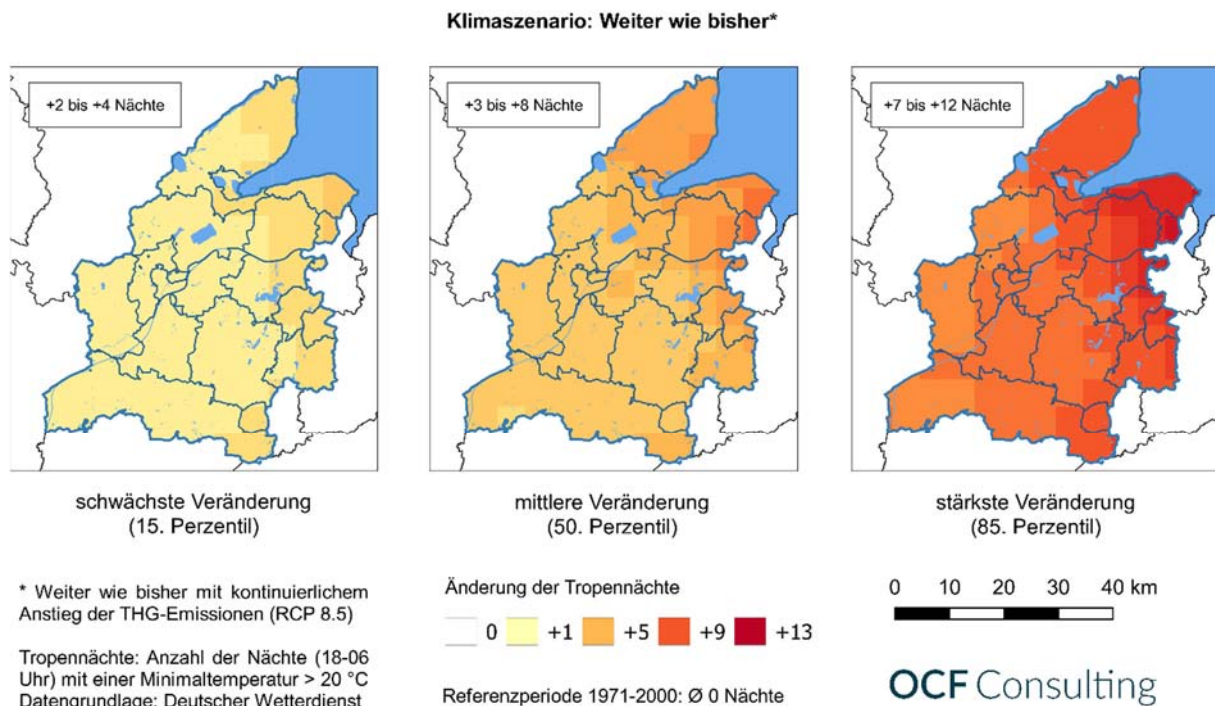 Klimaszenario: Weiter wie bisher*
+2 bis +4 Nächte
+3 bis +8 Nächte
+7 bis +12 Nächte
schwächste Veränderung
(15. Perzentil)
mittlere Veränderung
(50. Perzentil)
stärkste Veränderung
(85. Perzentil)
* Weiter wie bisher mit kontinuierlichem
Anstieg der THG-Emissionen (RCP 8.5)
Tropennächte: Anzahl der Nächte (18-06
Uhr) mit einer Minimaltemperatur > 20 °C
Datengrundlage: Deutscher Wetterdienst
Änderung der Tropennächte
0 +1 +5 +9 +13
Referenzperiode 1971-2000: Ø 0 Nächte
0 10 20 30 40 km
OCF Consulting